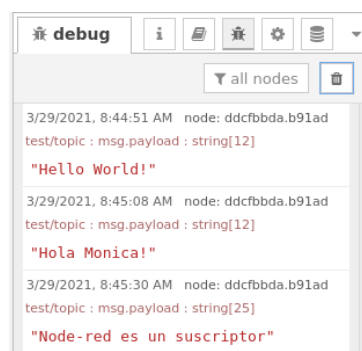 debug
all nodes
3/29/2021, 8:44:51 AM node: ddcfbbda.b91ad
test/topic : msg.payload : string[12]
"Hello World!"
3/29/2021, 8:45:08 AM node: ddcfbbda.b91ad
test/topic : msg.payload : string[12]
"Hola Monica!"
3/29/2021, 8:45:30 AM node: ddcfbbda.b91ad
test/topic : msg.payload : string[25]
"Node-red es un suscriptor"